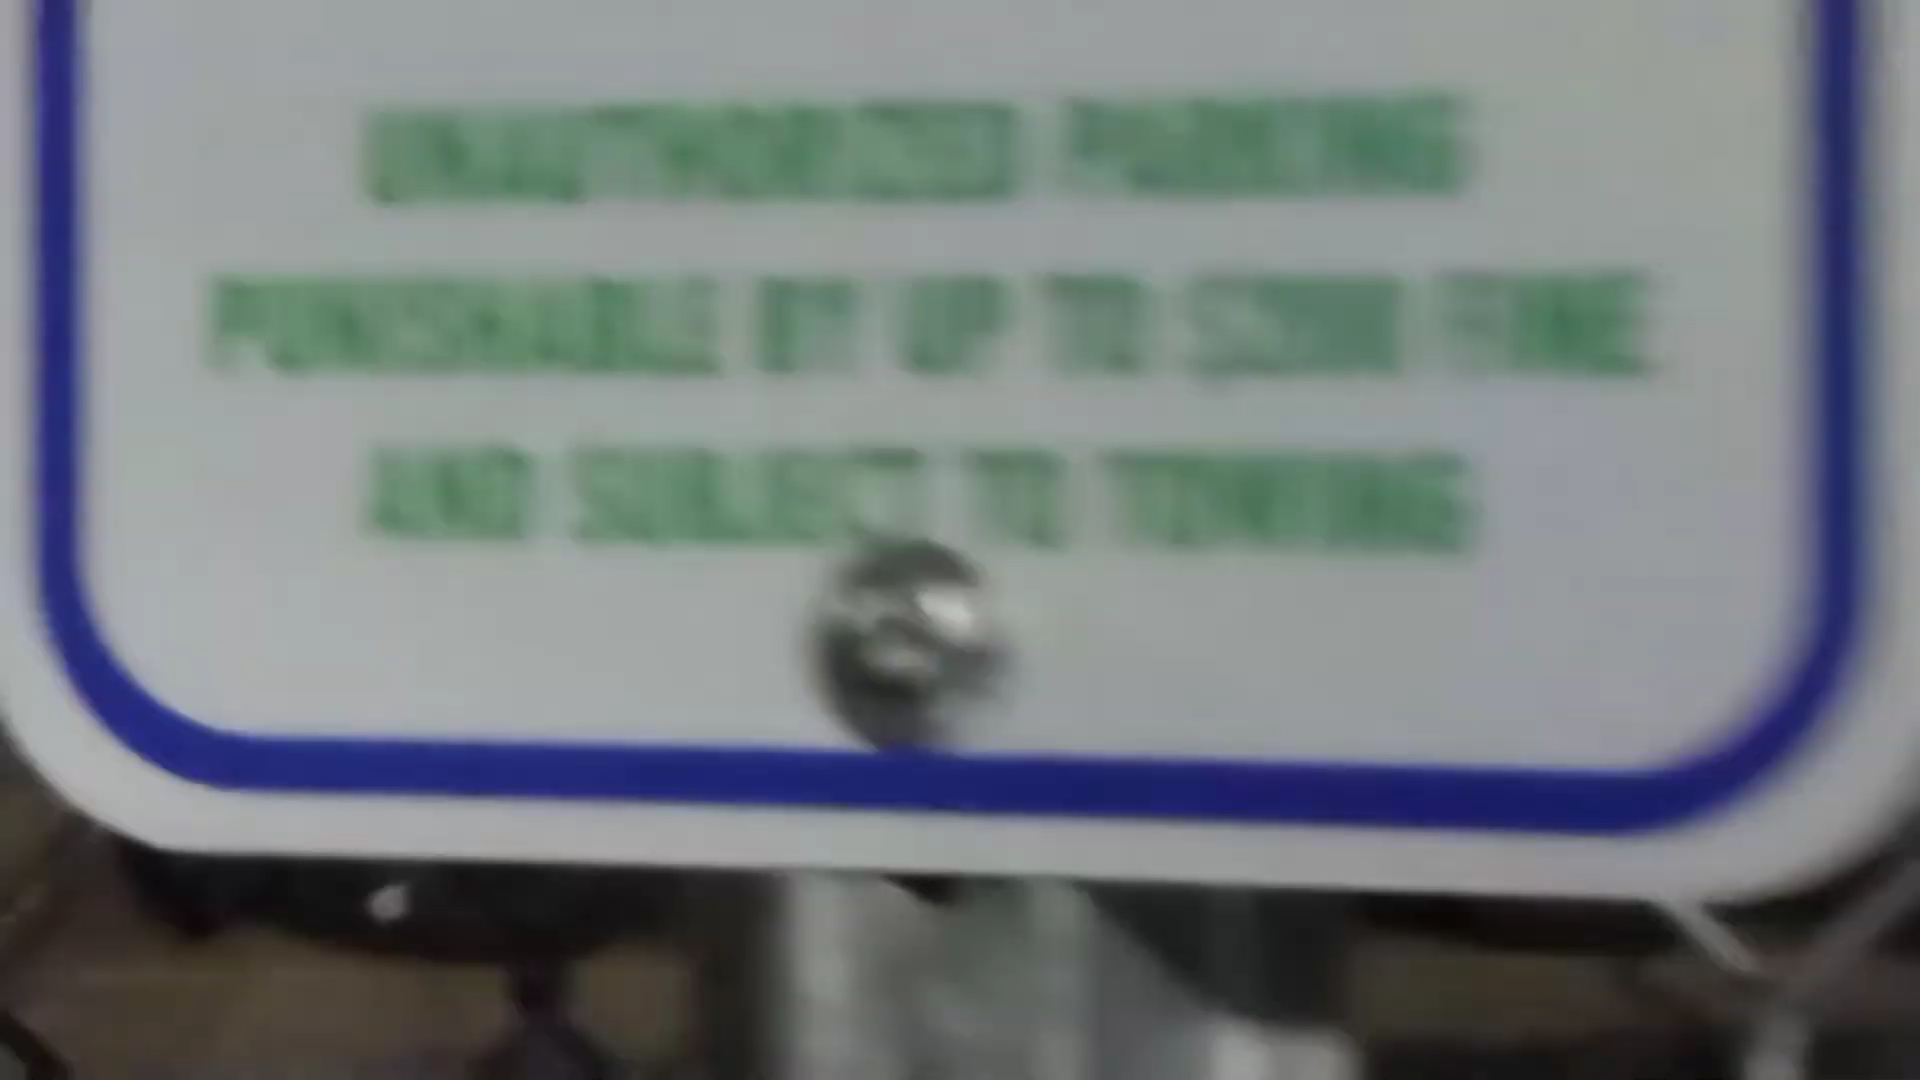 UNAUTHORIZED PARKING
PUNISHABLE BY UP TO FINE
AND SUBJECT TO TOWING